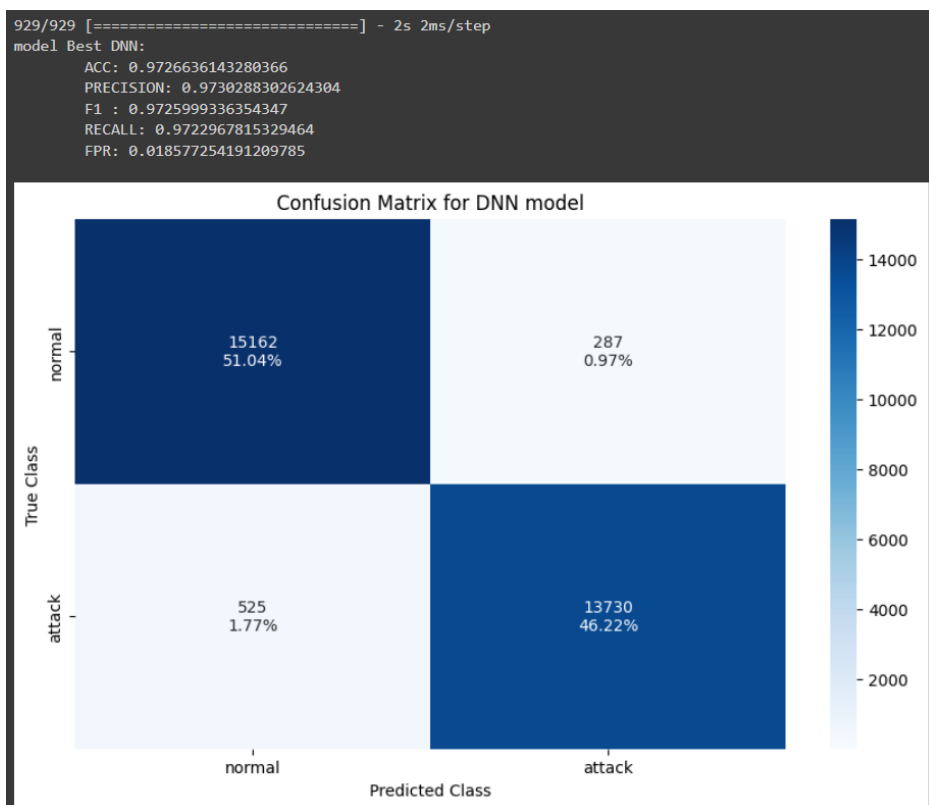 929/929 [==============================] - 2s 2ms/step
model Best DNN:
ACC: 0.9726636143280366
PRECISION: 0.9730288302624304
F1 : 0.9725999336354347
RECALL: 0.9722967815329464
FPR: 0.018577254191209785
Confusion Matrix for DNN model
True Class
normal
attack
15162
51.04%
287
0.97%
525
1.77%
13730
46.22%
normal
attack
Predicted Class
14000
12000
10000
8000
6000
4000
2000